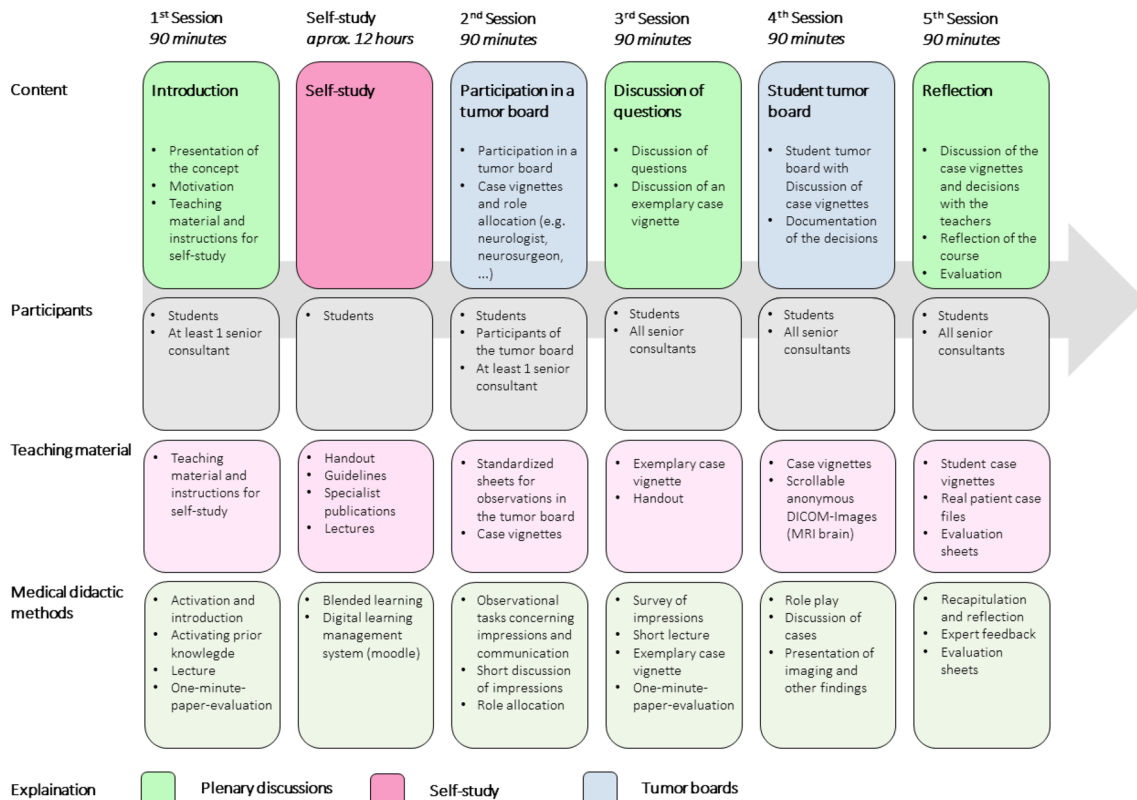 1st Session
90 minutes
Self-study
aprox. 12 hours
2nd Session
90 minutes
3rd Session
90 minutes
4th Session
90 minutes
5th Session
90 minutes
Content
Introduction
• Presentation of
the concept
• Motivation
• Teaching
material and
instructions for
self-study
Self-study
Participation in a
tumor board
• Participation in a
tumor board
• Case vignettes
and role
allocation (e.g.
neurologist,
neurosurgeon,
...)
Discussion of
questions
• Discussion of
questions
• Discussion of an
exemplary case
vignette
Student tumor
board
• Student tumor
board with
Discussion of
case vignettes
• Documentation
of the decisions
Reflection
• Discussion of the
case vignettes
and decisions
with the
teachers
• Reflection of the
course
• Evaluation
Participants
• Students
• At least 1 senior
consultant
• Students
• Students
• Participants of
the tumor board
• At least 1 senior
consultant
• Students
• All senior
consultants
• Students
• All senior
consultants
• Students
• All senior
consultants
Teaching material
• Teaching
material and
instructions for
self-study
• Handout
• Guidelines
• Specialist
publications
• Lectures
• Standardized
sheets for
observations in
the tumor board
• Case vignettes
• Exemplary case
vignette
• Handout
• Case vignettes
• Scrollable
anonymous
DICOM-Images
(MRI brain)
• Student case
vignettes
• Real patient case
files
• Evaluation
sheets
Medical didactic
methods
• Activation and
introduction
• Activating prior
knowlegde
• Lecture
• One-minute-
paper-evaluation
• Blended learning
• Digital learning
management
system (moodle)
• Observational
tasks concerning
impressions and
communication
• Short discussion
of impressions
• Role allocation
• Survey of
impressions
• Short lecture
• Exemplary case
vignette
• One-minute-
paper-evaluation
• Role play
• Discussion of
cases
• Presentation of
imaging and
other findings
• Recapitulation
and reflection
• Expert feedback
• Evaluation
sheets
Explaination
Plenary discussions
Self-study
Tumor boards